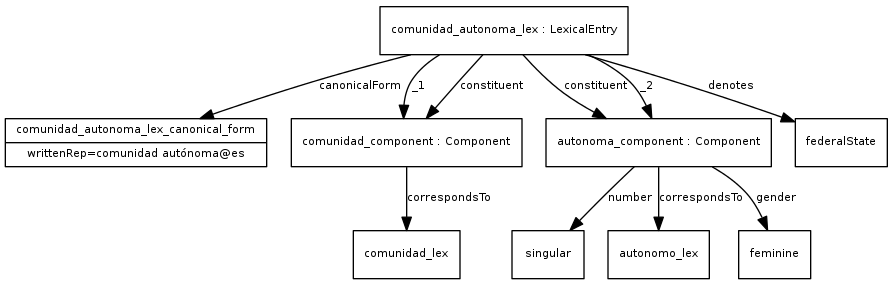 comunidad_autonoma_lex : LexicalEntry
canonicalForm
_1
constituent
constituent
_2
denotes
comunidad_autonoma_lex_canonical_form
writtenRep=comunidad autónoma@es
comunidad_component : Component
autonoma_component : Component
federalState
correspondsTo
number
correspondsTo
gender
comunidad_lex
singular
autonomo_lex
feminine